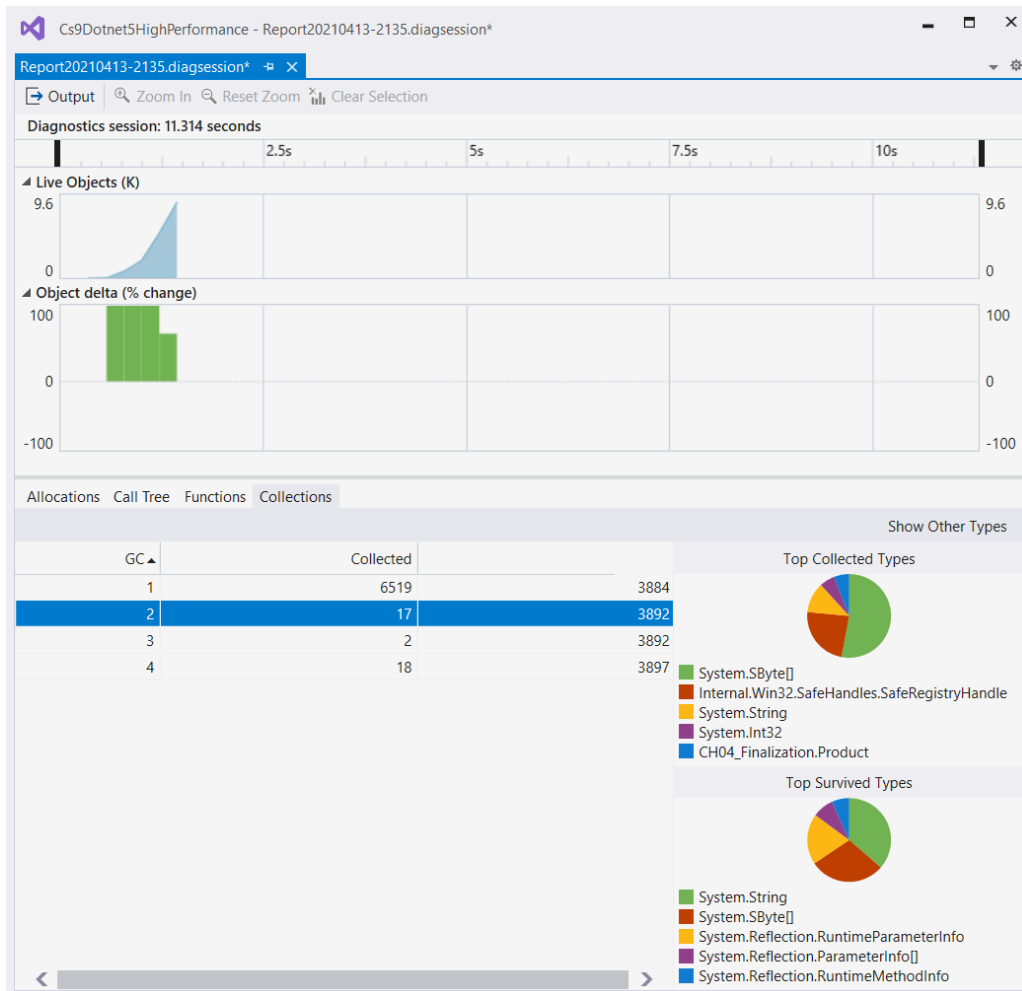 Cs9Dotnet5HighPerformance - Report20210413-2135.diagsession*
Report20210413-2135.diagsession*
Output Zoom In Reset Zoom Clear Selection
Diagnostics session: 11.314 seconds
2.5s 5s 7.5s 10s
Live Objects (K)
9.6 9.6
0 0
Object delta (% change)
100 100
0 0
-100 -100
Allocations Call Tree Functions Collections
Show Other Types
GC Collected
1 6519 3884
2 17 3892
3 2 3892
4 18 3897
Top Collected Types
System.SByte[]
Internal.Win32.SafeHandles.SafeRegistryHandle
System.String
System.Int32
CH04_Finalization.Product
Top Survived Types
System.String
System.SByte[]
System.Reflection.RuntimeParameterInfo
System.Reflection.ParameterInfo[]
System.Reflection.RuntimeMethodInfo